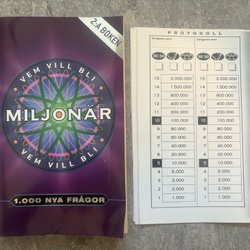 2:A BOKEN
VEM VILL BLI
MILJONÄR
VEM VILL BLI
1.000 NYA FRÅGOR
PROTOKOLL
50:50 50:50
15 3.000.000 15 3.000.000
14 1.500.000 14 1.500.000
13 800.000 13 800.000
12 400.000 12 400.000
11 200.000 11 200.000
10 100.000 10 100.000
9 80.000 9 80.000
8 60.000 8 60.000
7 40.000 7 40.000
6 20.000 6 20.000
5 10.000 5 10.000
4 5.000 4 5.000
3 3.000 3 3.000
2 2.000 2 2.000
1 1.000 1 1.000